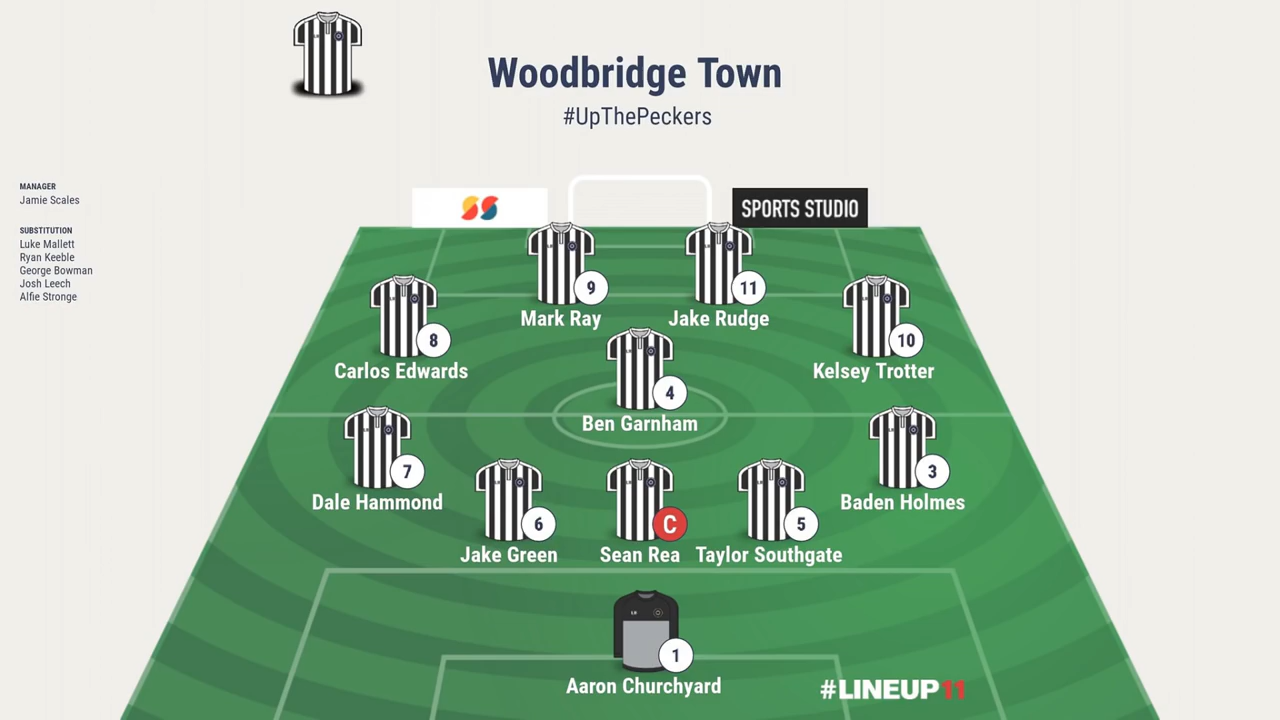 Woodbridge Town
#UpThePeckers
MANAGER
Jamie Scales
SUBSTITUTION
Luke Mallett
Ryan Keeble
George Bowman
Josh Leech
Alfie Stronge
SPORTS STUDIO
9
11
Mark Ray
Jake Rudge
8
10
Carlos Edwards
Kelsey Trotter
4
Ben Garnham
7
3
Dale Hammond
Baden Holmes
6
C
5
Jake Green
Sean Rea
Taylor Southgate
1
Aaron Churchyard
#LINEUP11